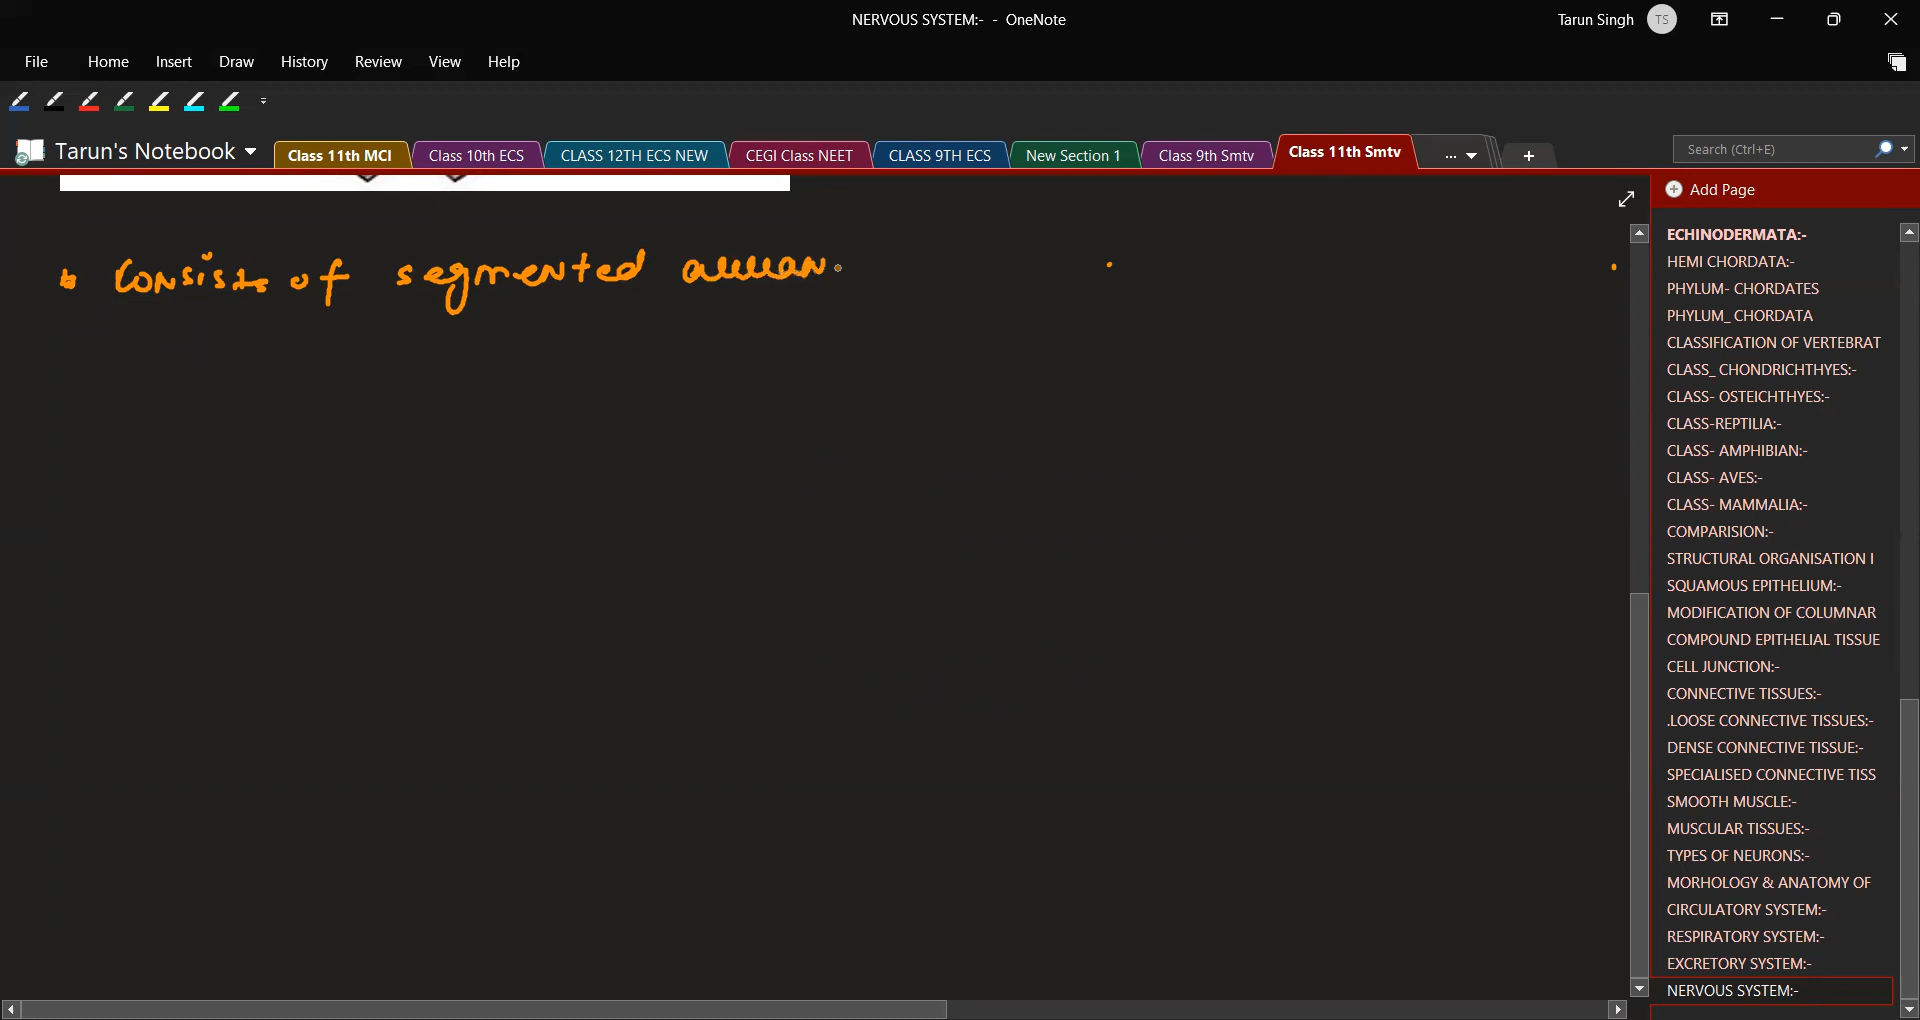 NERVOUS SYSTEM:- - OneNote
Tarun Singh TS
File Home Insert Draw History Review View Help
Tarun's Notebook
Class 11th MCI
Class 10th ECS
CLASS 12TH ECS NEW
CEGI Class NEET
CLASS 9TH ECS
New Section 1
Class 9th Smtv
Class 11th Smtv
...
Search (Ctrl+E)
Add Page
Consists of segmented
ECHINODERMATA:-
HEMI CHORDATA:-
PHYLUM- CHORDATES
PHYLUM_ CHORDATA
CLASSIFICATION OF VERTEBRAT
CLASS_ CHONDRICHTHYES:-
CLASS- OSTEICHTHYES:-
CLASS-REPTILIA:-
CLASS- AMPHIBIAN:-
CLASS- AVES:-
CLASS- MAMMALIA:-
COMPARISION:-
STRUCTURAL ORGANISATION I
SQUAMOUS EPITHELIUM:-
MODIFICATION OF COLUMNAR
COMPOUND EPITHELIAL TISSUE
CELL JUNCTION:-
CONNECTIVE TISSUES:-
.LOOSE CONNECTIVE TISSUES:-
DENSE CONNECTIVE TISSUE:-
SPECIALISED CONNECTIVE TISS
SMOOTH MUSCLE:-
MUSCULAR TISSUES:-
TYPES OF NEURONS:-
MORHOLOGY & ANATOMY OF
CIRCULATORY SYSTEM:-
RESPIRATORY SYSTEM:-
EXCRETORY SYSTEM:-
NERVOUS SYSTEM:-